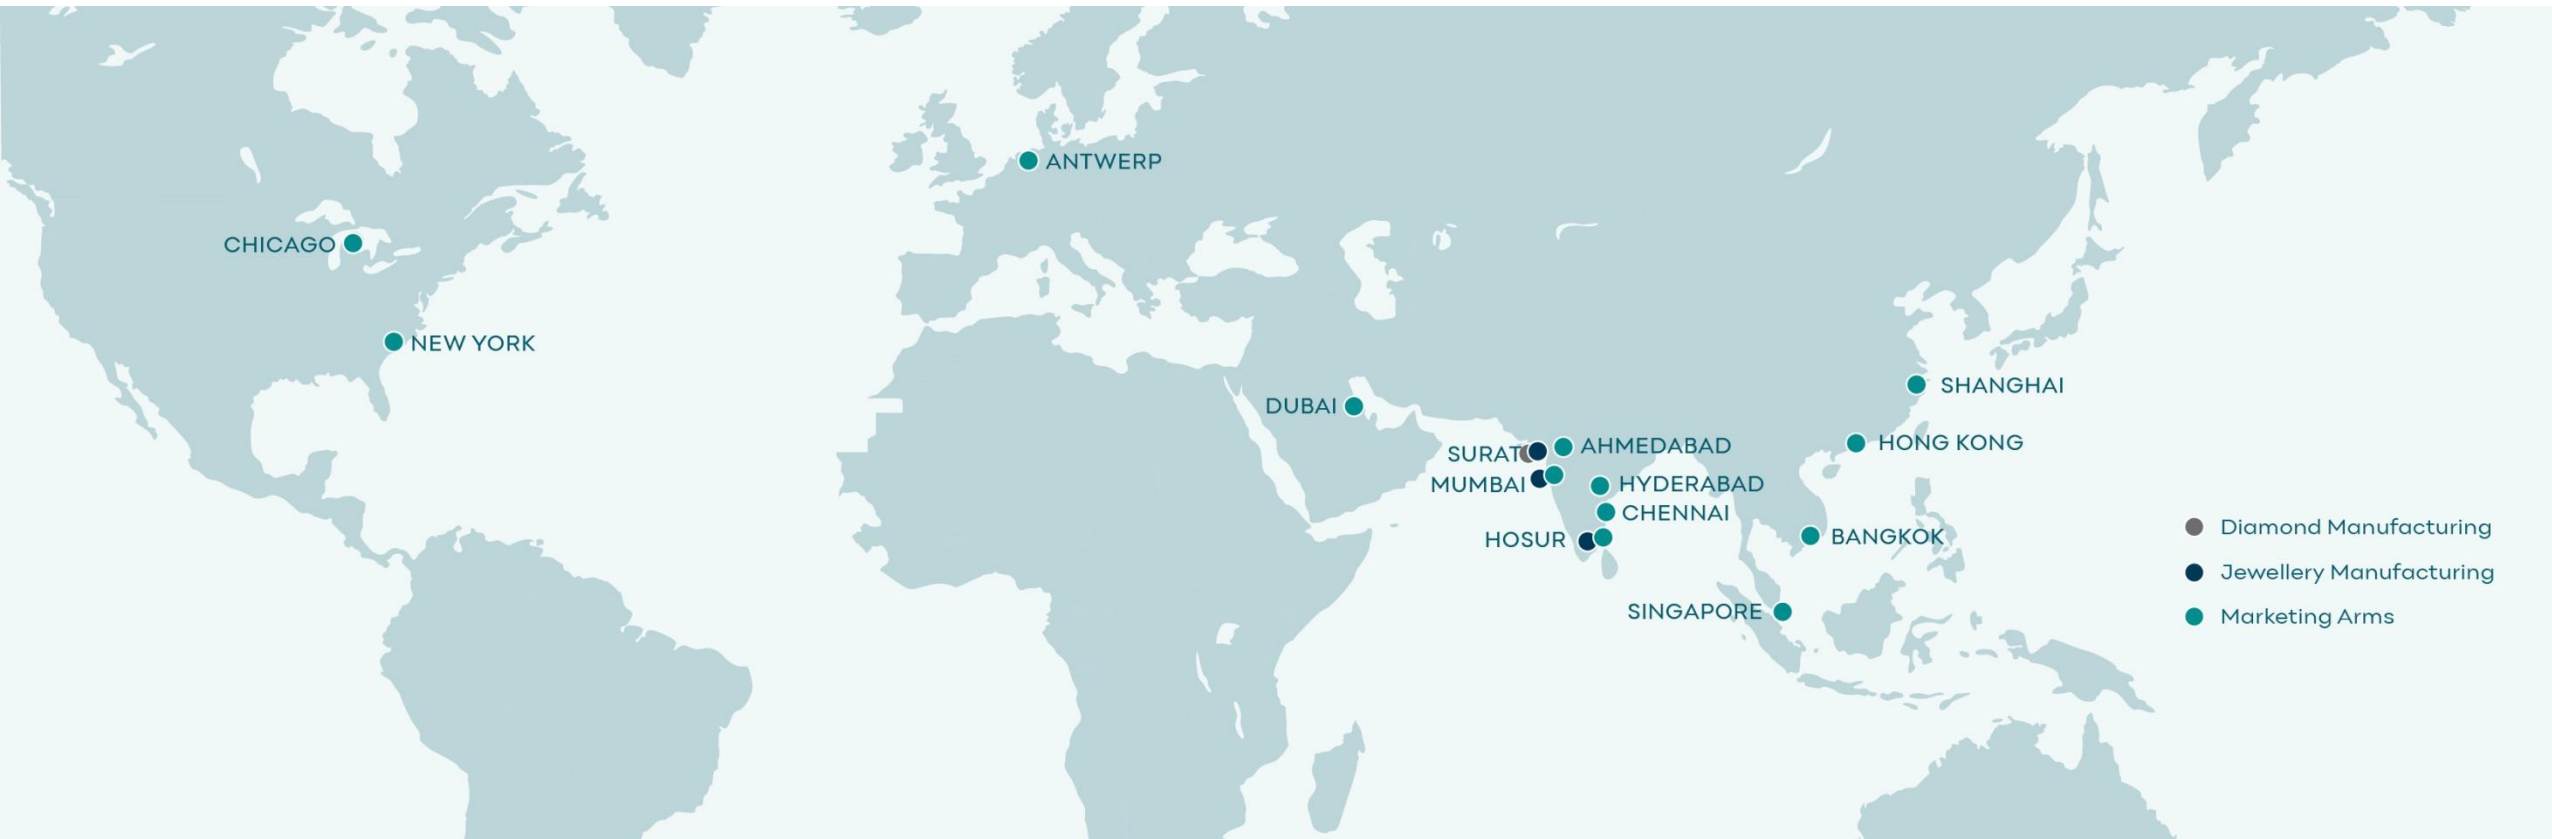 ANTWERP
CHICAGO
NEW YORK
SHANGHAI
DUBAI
HONG KONG
AHMEDABAD
SURAT
HYDERABAD
MUMBAI
CHENNAI
HOSUR
BANGKOK
SINGAPORE
Diamond Manufacturing
Jewellery Manufacturing
Marketing Arms